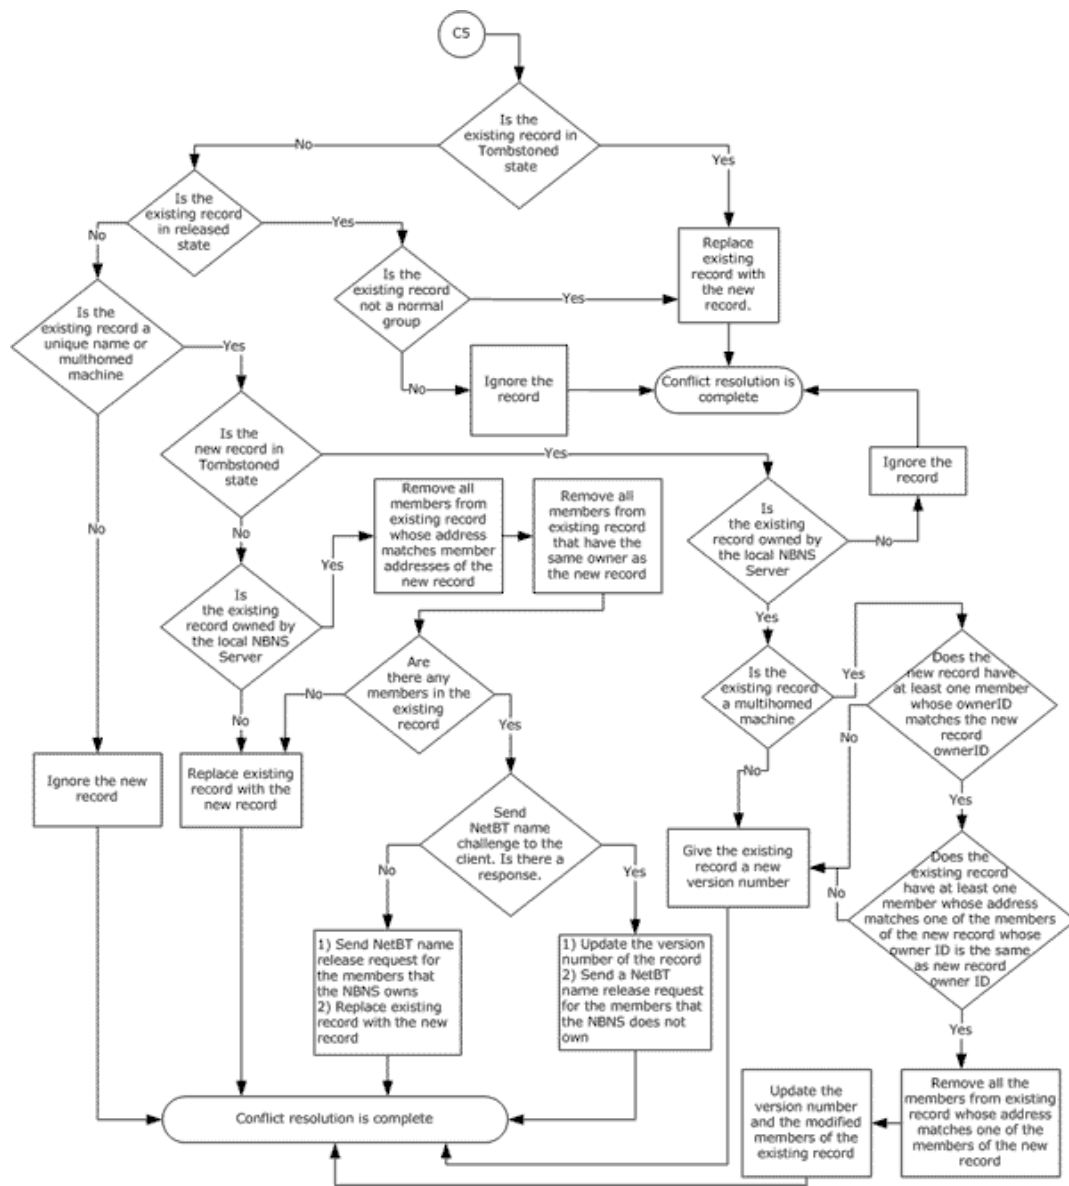 C5
Is the
existing record in
Tombstoned
state
No
Yes
Is the
existing record
in released
state
Yes
No
Replace
existing
record with
the new
record.
Is the
existing record
not a normal
group
Yes
Is the
existing record a
unique name or
multhomed
machine
Yes
No
Ignore the
record
Conflict resolution is
complete
Is the
new record in
Tombstoned
state
Yes
Ignore the
record
No
Remove all
members from
existing record
whose address
matches member
addresses of the
new record
Remove all
members from
existing record
that have the
same owner as
the new record
Is
the existing
record owned by
the local NBNS
Server
No
No
Yes
Is
the existing
record owned by
the local NBNS
Server
Yes
Are
there any
members in the
existing
record
Is the
existing record
a multihomed
machine
Yes
Does the
new record have
at least one member
whose ownerID
matches the new
record
ownerID
No
No
Yes
No
Ignore the new
record
Replace existing
record with the
new record
No
Yes
Send
NetBT name
challenge to the
client. Is there a
response.
No
Yes
Give the existing
record a new
version number
Does the
existing record
have at least one
member whose address
matches one of the members
of the new record whose
owner ID is the same
as new record
owner ID
No
1) Send NetBT name
release request for
the members that
the NBNS owns
2) Replace existing
record with the new
record
1) Update the version
number of the record
2) Send a NetBT
name release request
for the members that
the NBNS does not
own
Yes
Update the
version number
and the modified
members of the
existing record
Remove all the
members from existing
record whose address
matches one of the
members of the new
record
Conflict resolution is complete